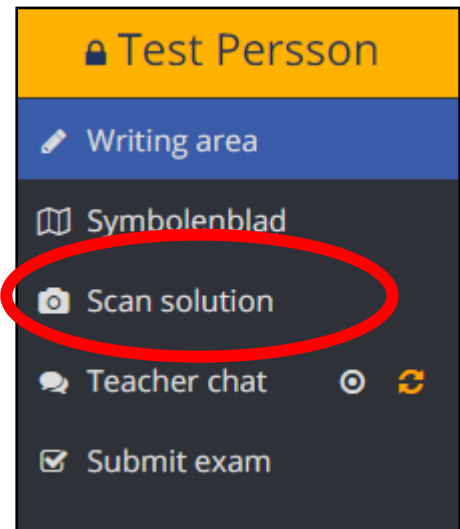 Test Persson
Writing area
Symbolenblad
Scan solution
Teacher chat
Submit exam